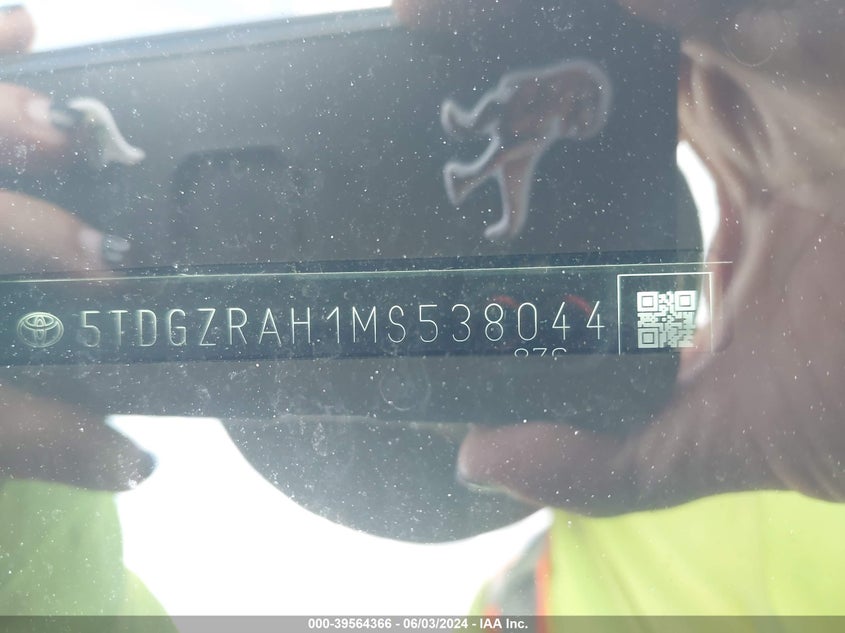 5TDGZRAH1MS538044
000-39564366 - 06/03/2024 - IAA Inc.